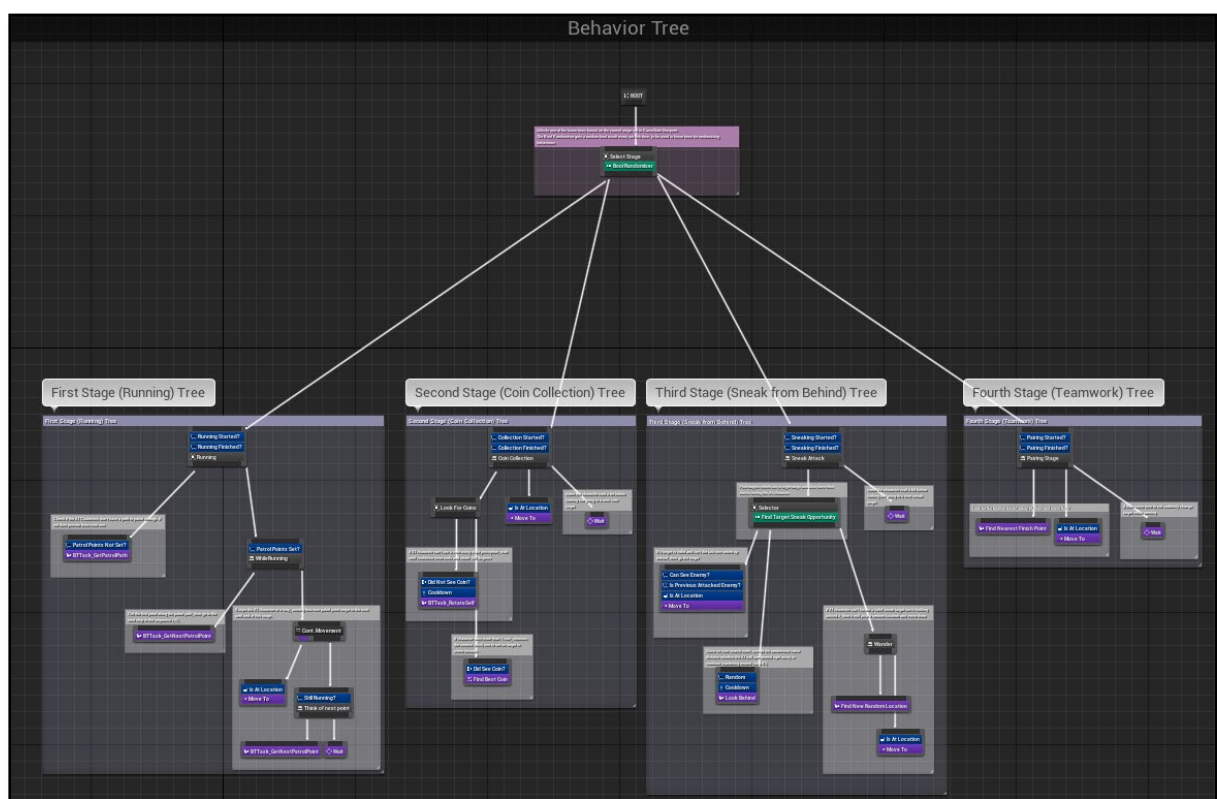 Behavior Tree
ROOT
Select Stage
BoolRandomizer
First Stage (Running) Tree
Second Stage (Coin Collection) Tree
Third Stage (Sneak from Behind) Tree
Fourth Stage (Teamwork) Tree
First Stage (Running) Tree
Running Started?
Running Finished?
Running
Patrol Points Not Set?
BTTask_GetPatrolPath
Patrol Points Set?
WhileRunning
BTTask_GetNextPatrolPoint
Cont. Movement
Is At Location
Move To
Still Running?
Think of next point
BTTask_GetNextPatrolPoint
Wait
Second Stage (Coin Collection) Tree
Collection Started?
Collection Finished?
Coin Collection
Look For Coins
Is At Location
Move To
Wait
Did Not See Coin?
Cooldown
BTTask_RotateSelf
Did See Coin?
Find Best Coin
Third Stage (Sneak from Behind) Tree
Sneaking Started?
Sneaking Finished?
Sneak Attack
Selector
Find Target Sneak Opportunity
Wait
Can See Enemy?
Is Previous Attacked Enemy?
Is At Location
Move To
Random
Cooldown
Look Behind
Wander
Find New Random Location
Is At Location
Move To
Fourth Stage (Teamwork) Tree
Pairing Started?
Pairing Finished?
Pairing Stage
Find Nearest Finish Point
Is At Location
Move To
Wait